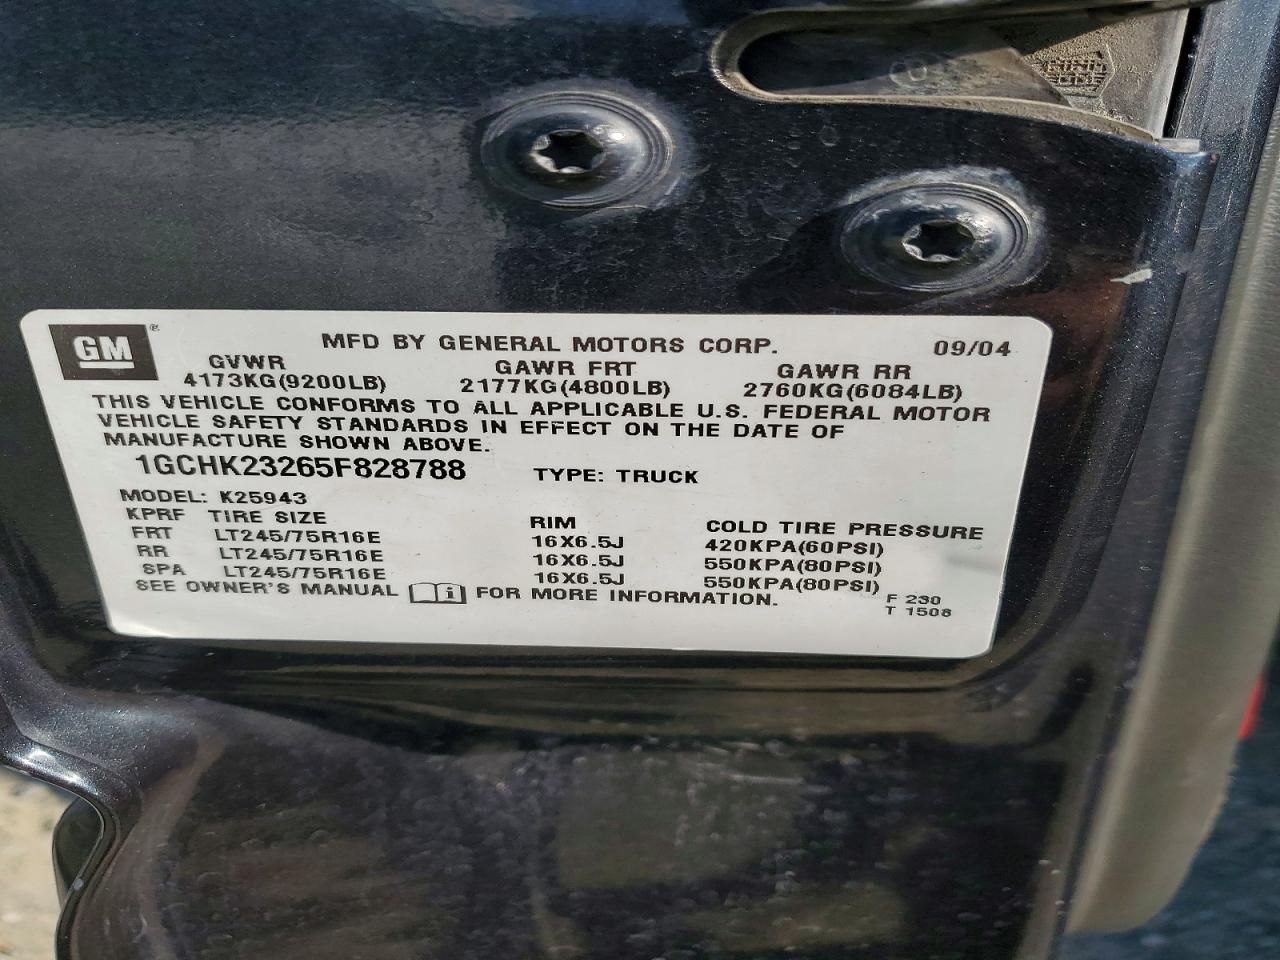 GM ®
MFD BY GENERAL MOTORS CORP. 09/04
GVWR GAWR FRT GAWR RR
4173KG(9200LB) 2177KG(4800LB) 2760KG(6084LB)
THIS VEHICLE CONFORMS TO ALL APPLICABLE U.S. FEDERAL MOTOR
VEHICLE SAFETY STANDARDS IN EFFECT ON THE DATE OF
MANUFACTURE SHOWN ABOVE.
1GCHK23265F828788 TYPE: TRUCK
MODEL: K25943
KPRF TIRE SIZE RIM COLD TIRE PRESSURE
FRT LT245/75R16E 16X6.5J 420KPA(60PSI)
RR LT245/75R16E 16X6.5J 550KPA(80PSI)
SPA LT245/75R16E 16X6.5J 550KPA(80PSI)
SEE OWNER'S MANUAL i FOR MORE INFORMATION. F 230
T 1508